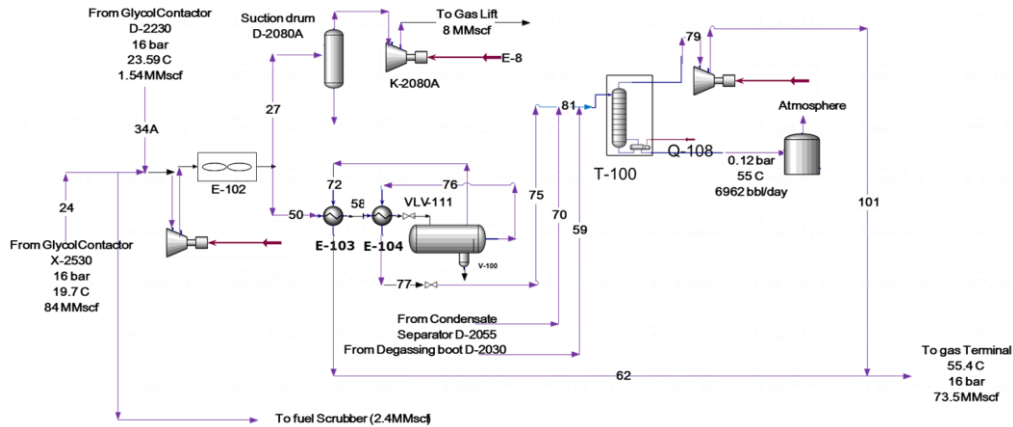 From Glycol Contactor
D-2230
16 bar
23.59 C
1.54 MMscf
Suction drum
D-2080A
To Gas Lift
8 MMscf
E-8
K-2080A
79
Atmosphere
27
81
34A
Q-108
T-100
0.12 bar
55 C
6962 bbl/day
E-102
72
76
75
24
58
VLV-111
70
101
50
59
E-103
E-104
V-100
From Glycol Contactor
X-2530
16 bar
19.7 C
84 MMscf
77
From Condensate
Separator D-2055
From Degassing boot D-2030
To gas Terminal
55.4 C
16 bar
73.5MMscf
62
To fuel Scrubber (2.4MMscf)